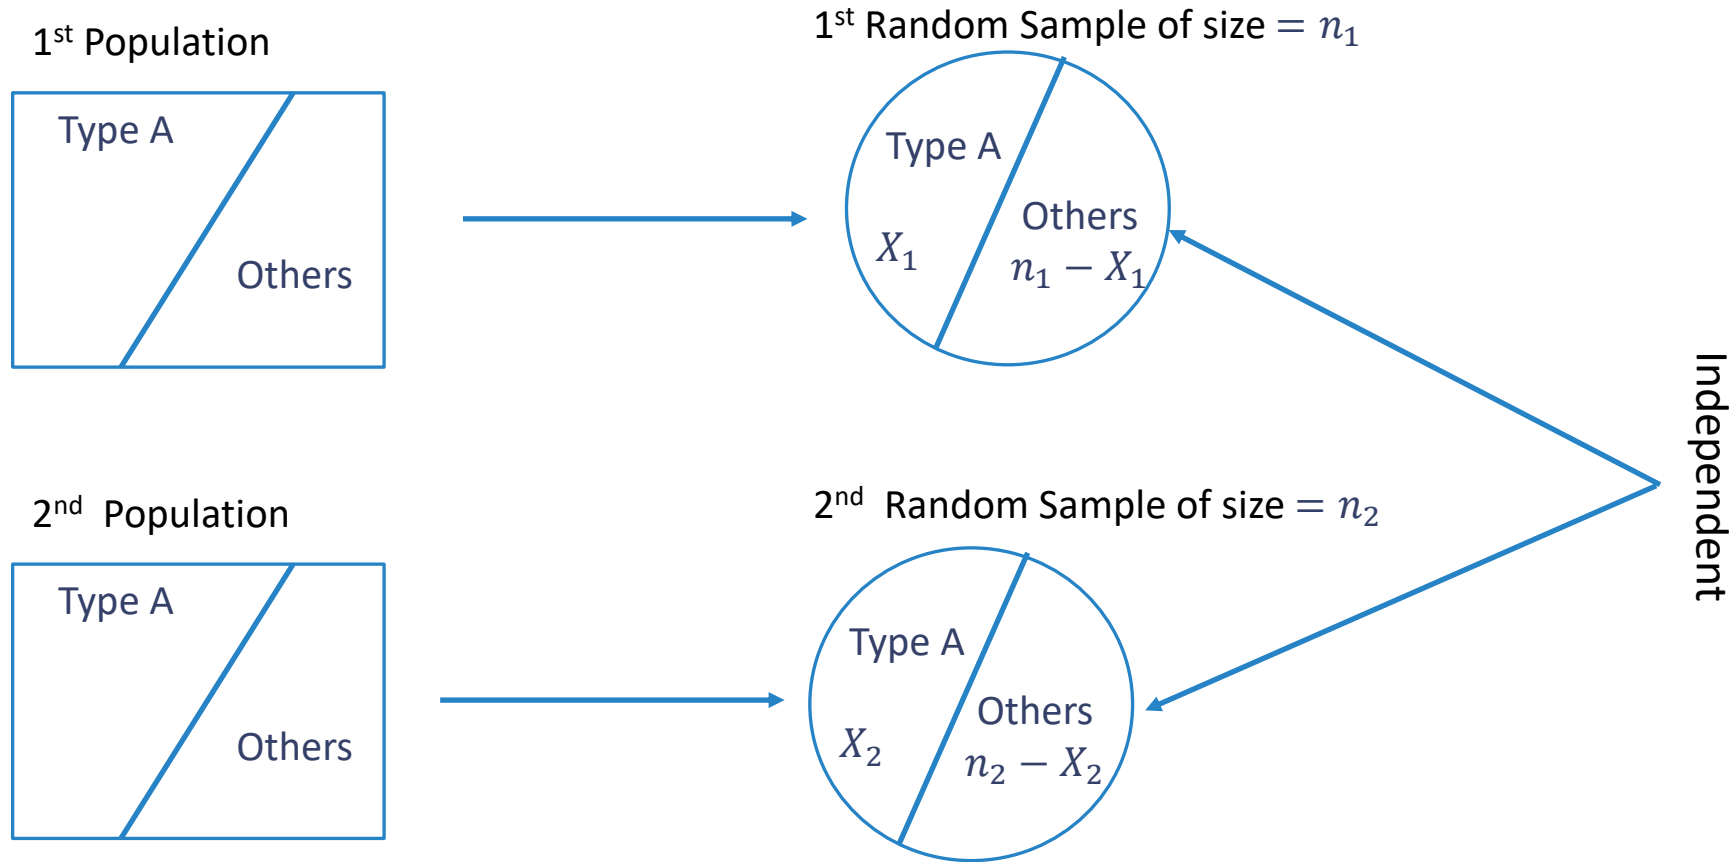 1st Population
Type A
Others
1st Random Sample of size = n₁
Type A
X₁
Others
n₁ − X₁
Independent
2nd Population
Type A
Others
2nd Random Sample of size = n₂
Type A
X₂
Others
n₂ − X₂